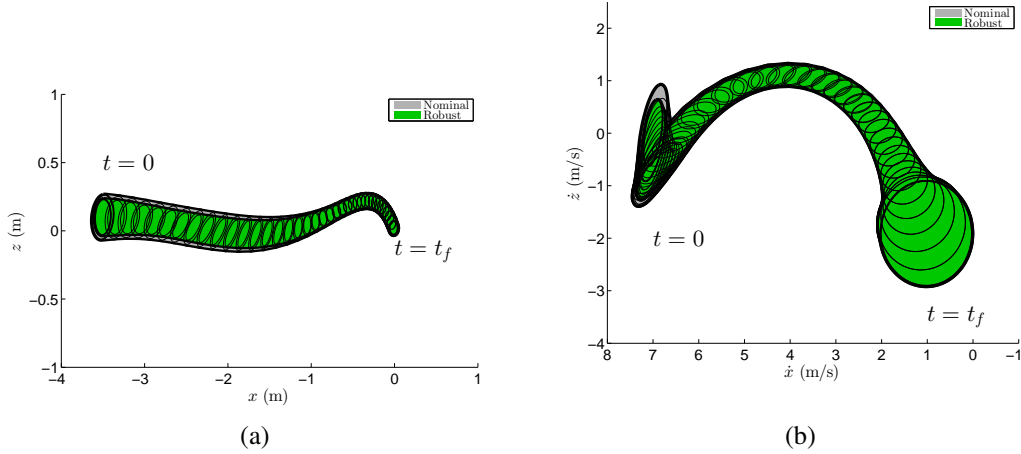 Nominal
Robust
1
0.5
0
−0.5
−1
z (m)
t = 0
t = t_f
−4 −3 −2 −1 0 1
x (m)
(a)
Nominal
Robust
2
1
0
−1
−2
−3
−4
ż (m/s)
t = 0
t = t_f
8 7 6 5 4 3 2 1 0 −1
ẋ (m/s)
(b)